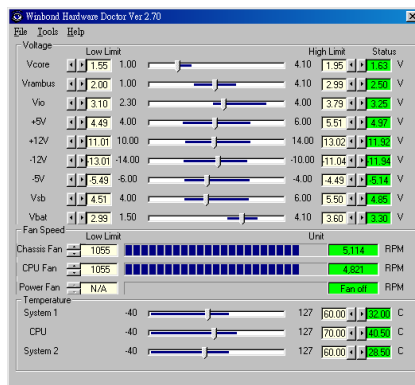 Winbond Hardware Doctor Ver 2.70
File Tools Help
Voltage
Low Limit High Limit Status
Vcore 1.55 1.00 4.10 1.95 1.63 V
Vrambus 2.00 1.00 4.10 2.99 2.50 V
Vio 3.10 2.30 4.00 3.79 3.25 V
+5V 4.49 4.00 6.00 5.51 4.97 V
+12V 11.01 10.00 14.00 13.02 11.92 V
-12V -13.01 -14.00 -10.00 -11.04 -11.94 V
-5V -5.49 -6.00 -4.00 -4.49 -5.14 V
Vsb 4.51 4.00 6.00 5.50 4.85 V
Vbat 2.99 1.50 4.10 3.60 3.30 V
Fan Speed
Low Limit Unit
Chassis Fan 1055 5,114 RPM
CPU Fan 1055 4,821 RPM
Power Fan N/A Fan off RPM
Temperature
System 1 -40 127 60.00 32.00 C
CPU -40 127 70.00 40.50 C
System 2 -40 127 60.00 28.50 C